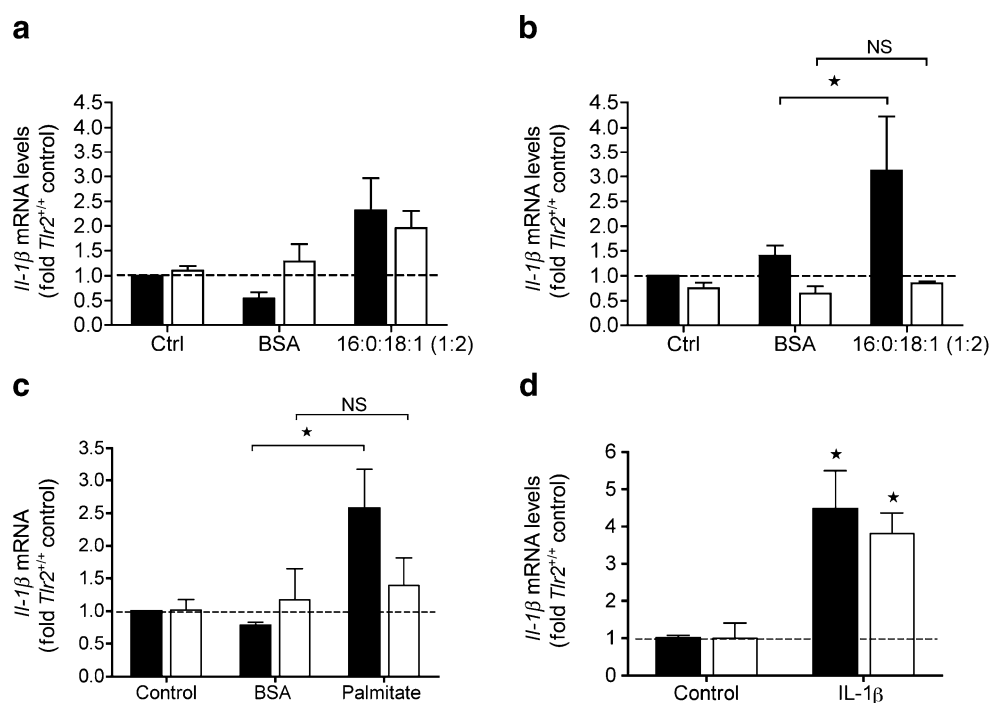 a
Il-1β mRNA levels
(fold Tlr2+/+ control)
4.5
4.0
3.5
3.0
2.5
2.0
1.5
1.0
0.5
0.0
Ctrl BSA 16:0:18:1 (1:2)
b
NS
★
Il-1β mRNA levels
(fold Tlr2+/+ control)
4.5
4.0
3.5
3.0
2.5
2.0
1.5
1.0
0.5
0.0
Ctrl BSA 16:0:18:1 (1:2)
c
NS
★
Il-1β mRNA
(fold Tlr2+/+ control)
3.5
3.0
2.5
2.0
1.5
1.0
0.5
0.0
Control BSA Palmitate
d
★
★
Il-1β mRNA levels
(fold Tlr2+/+ control)
6
5
4
3
2
1
0
Control IL-1β